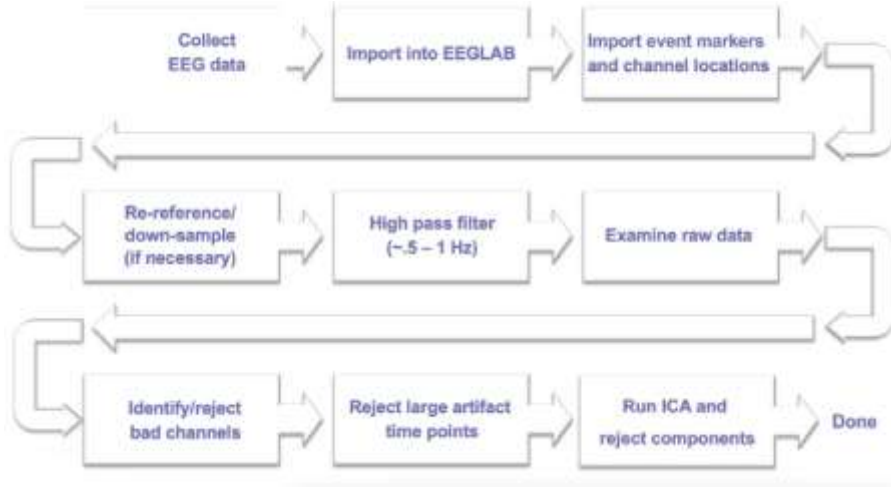 Collect
EEG data
Import into EEGLAB
Import event markers
and channel locations
Re-reference/
down-sample
(if necessary)
High pass filter
(~.5 – 1 Hz)
Examine raw data
Identify/reject
bad channels
Reject large artifact
time points
Run ICA and
reject components
Done